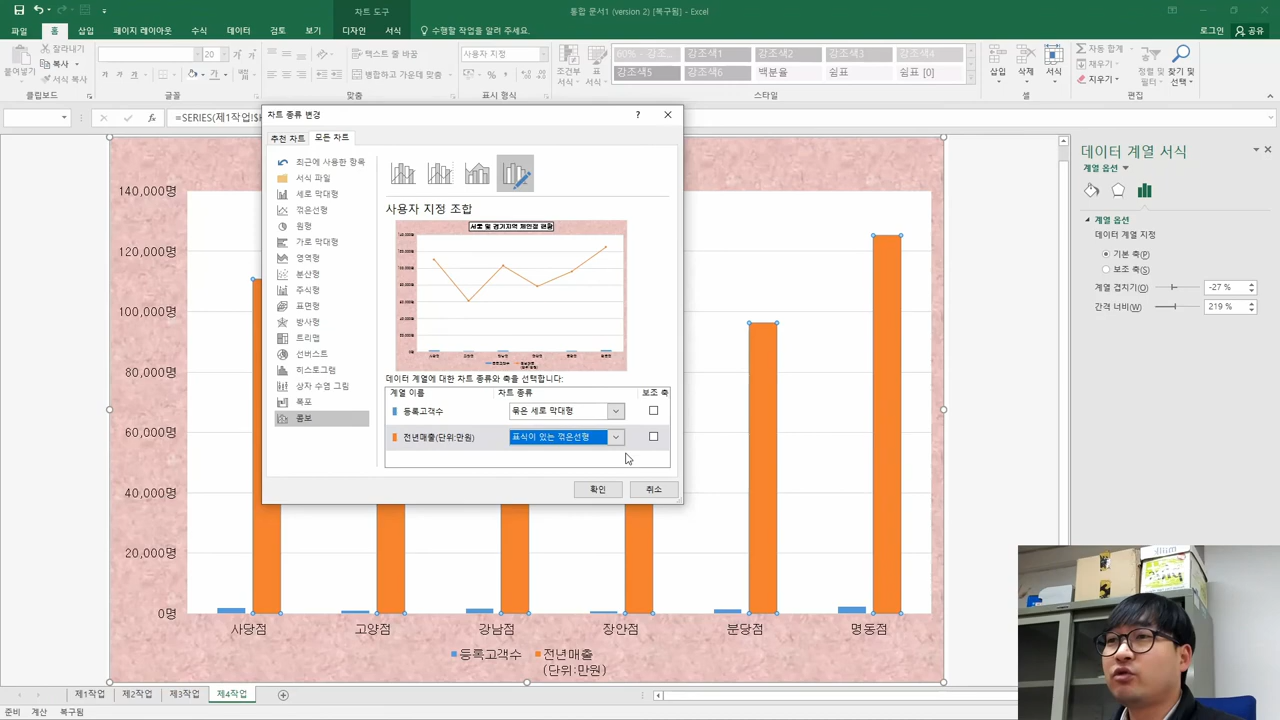 차트 도구
통합 문서1 (version 2) [복구됨] - Excel
파일 홈 삽입 페이지 레이아웃 수식 데이터 검토 보기 디자인 서식 수행할 작업을 알려 주세요. 로그인 공유
잘라내기
복사
서식 복사
붙여넣기
클립보드
20
글꼴
텍스트 줄 바꿈
병합하고 가운데 맞춤
맞춤
사용자 지정
표시 형식
조건부 서식
표 서식
60% - 강조... 강조색1 강조색2 강조색3 강조색4
강조색5 강조색6 백분율 쉼표 쉼표 [0]
스타일
삽입 삭제 서식
셀
자동 합계
채우기
지우기
정렬 및 필터
찾기 및 선택
편집
=SERIES(제1작업!$
차트 종류 변경
추천 차트 모든 차트
최근에 사용한 항목
서식 파일
세로 막대형
꺾은선형
원형
가로 막대형
영역형
분산형
주식형
표면형
방사형
트리맵
선버스트
히스토그램
상자 수염 그림
폭포
콤보
사용자 지정 조합
서울 및 경기지역 체인점 현황
데이터 계열에 대한 차트 종류와 축을 선택합니다:
계열 이름 차트 종류 보조 축
등록고객수 묶은 세로 막대형
전년매출(단위:만원) 표식이 있는 꺾은선형
확인 취소
140,000명
120,000명
100,000명
80,000명
60,000명
40,000명
20,000명
0명
사당점 고양점 강남점 장안점 분당점 명동점
등록고객수 전년매출
(단위:만원)
데이터 계열 서식
계열 옵션
계열 옵션
데이터 계열 지정
기본 축(P)
보조 축(S)
계열 겹치기(O) -27 %
간격 너비(W) 219 %
제1작업 제2작업 제3작업 제4작업
준비 계산 복구됨